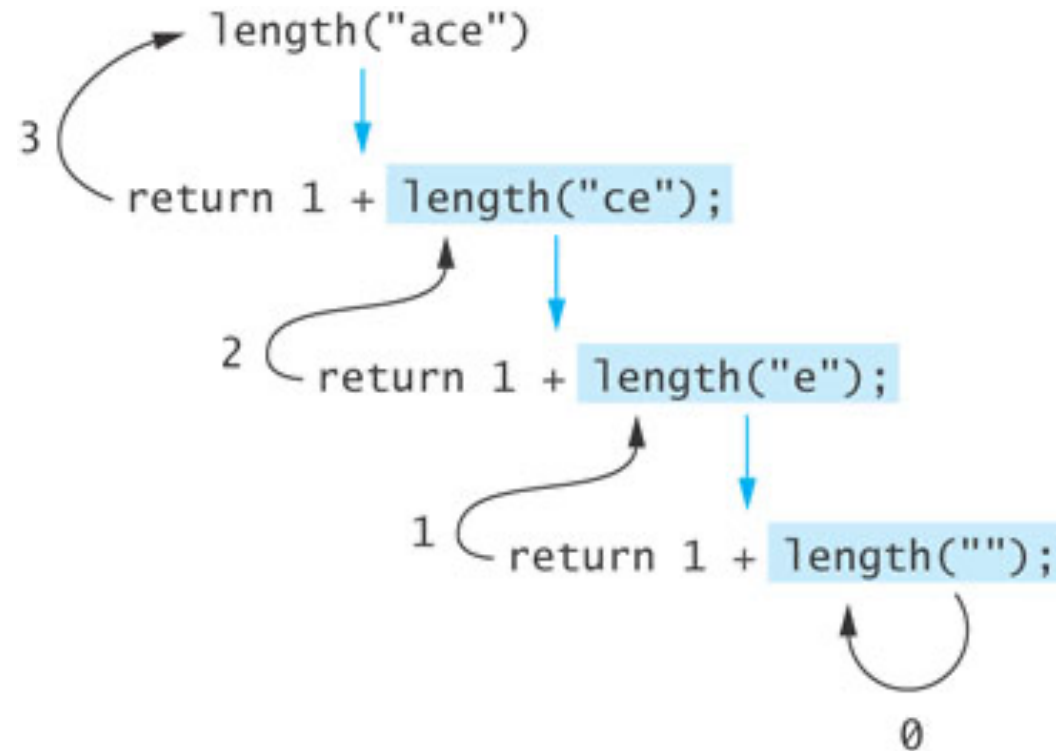 length("ace")
3
return 1 + length("ce");
2
return 1 + length("e");
1
return 1 + length("");
0